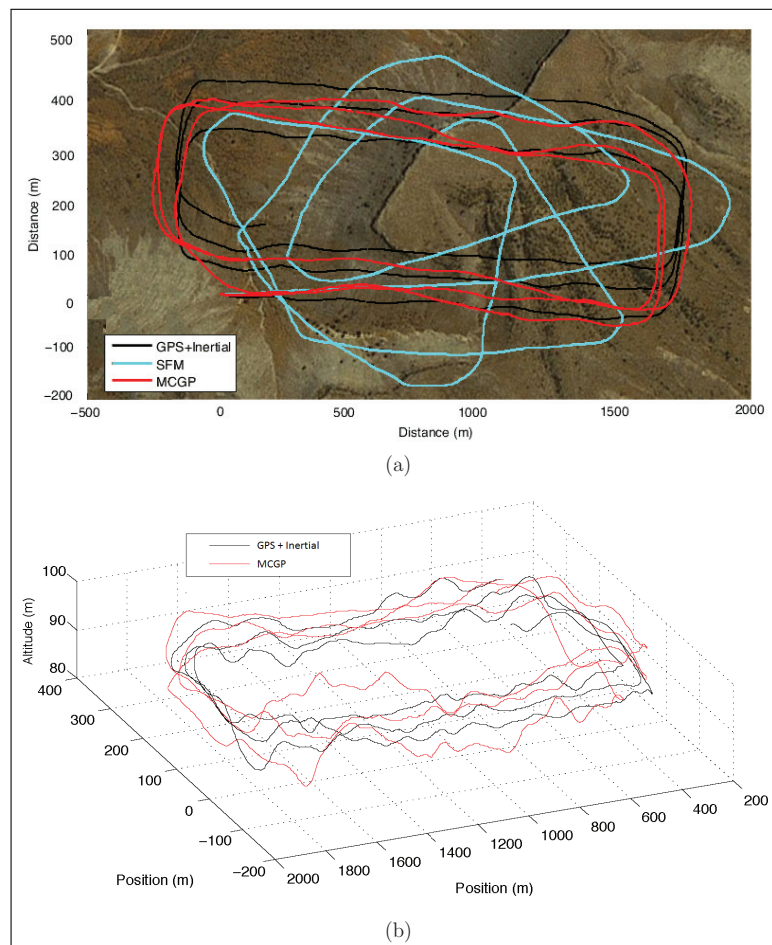 500
400
300
200
100
0
−100
−200
Distance (m)
GPS+Inertial
SFM
MCGP
−500
0
500
1000
1500
2000
Distance (m)
(a)
GPS + Inertial
MCGP
100
90
80
Altitude (m)
400
300
200
100
0
−100
−200
Position (m)
2000
1800
1600
1400
1200
1000
800
600
400
200
Position (m)
(b)